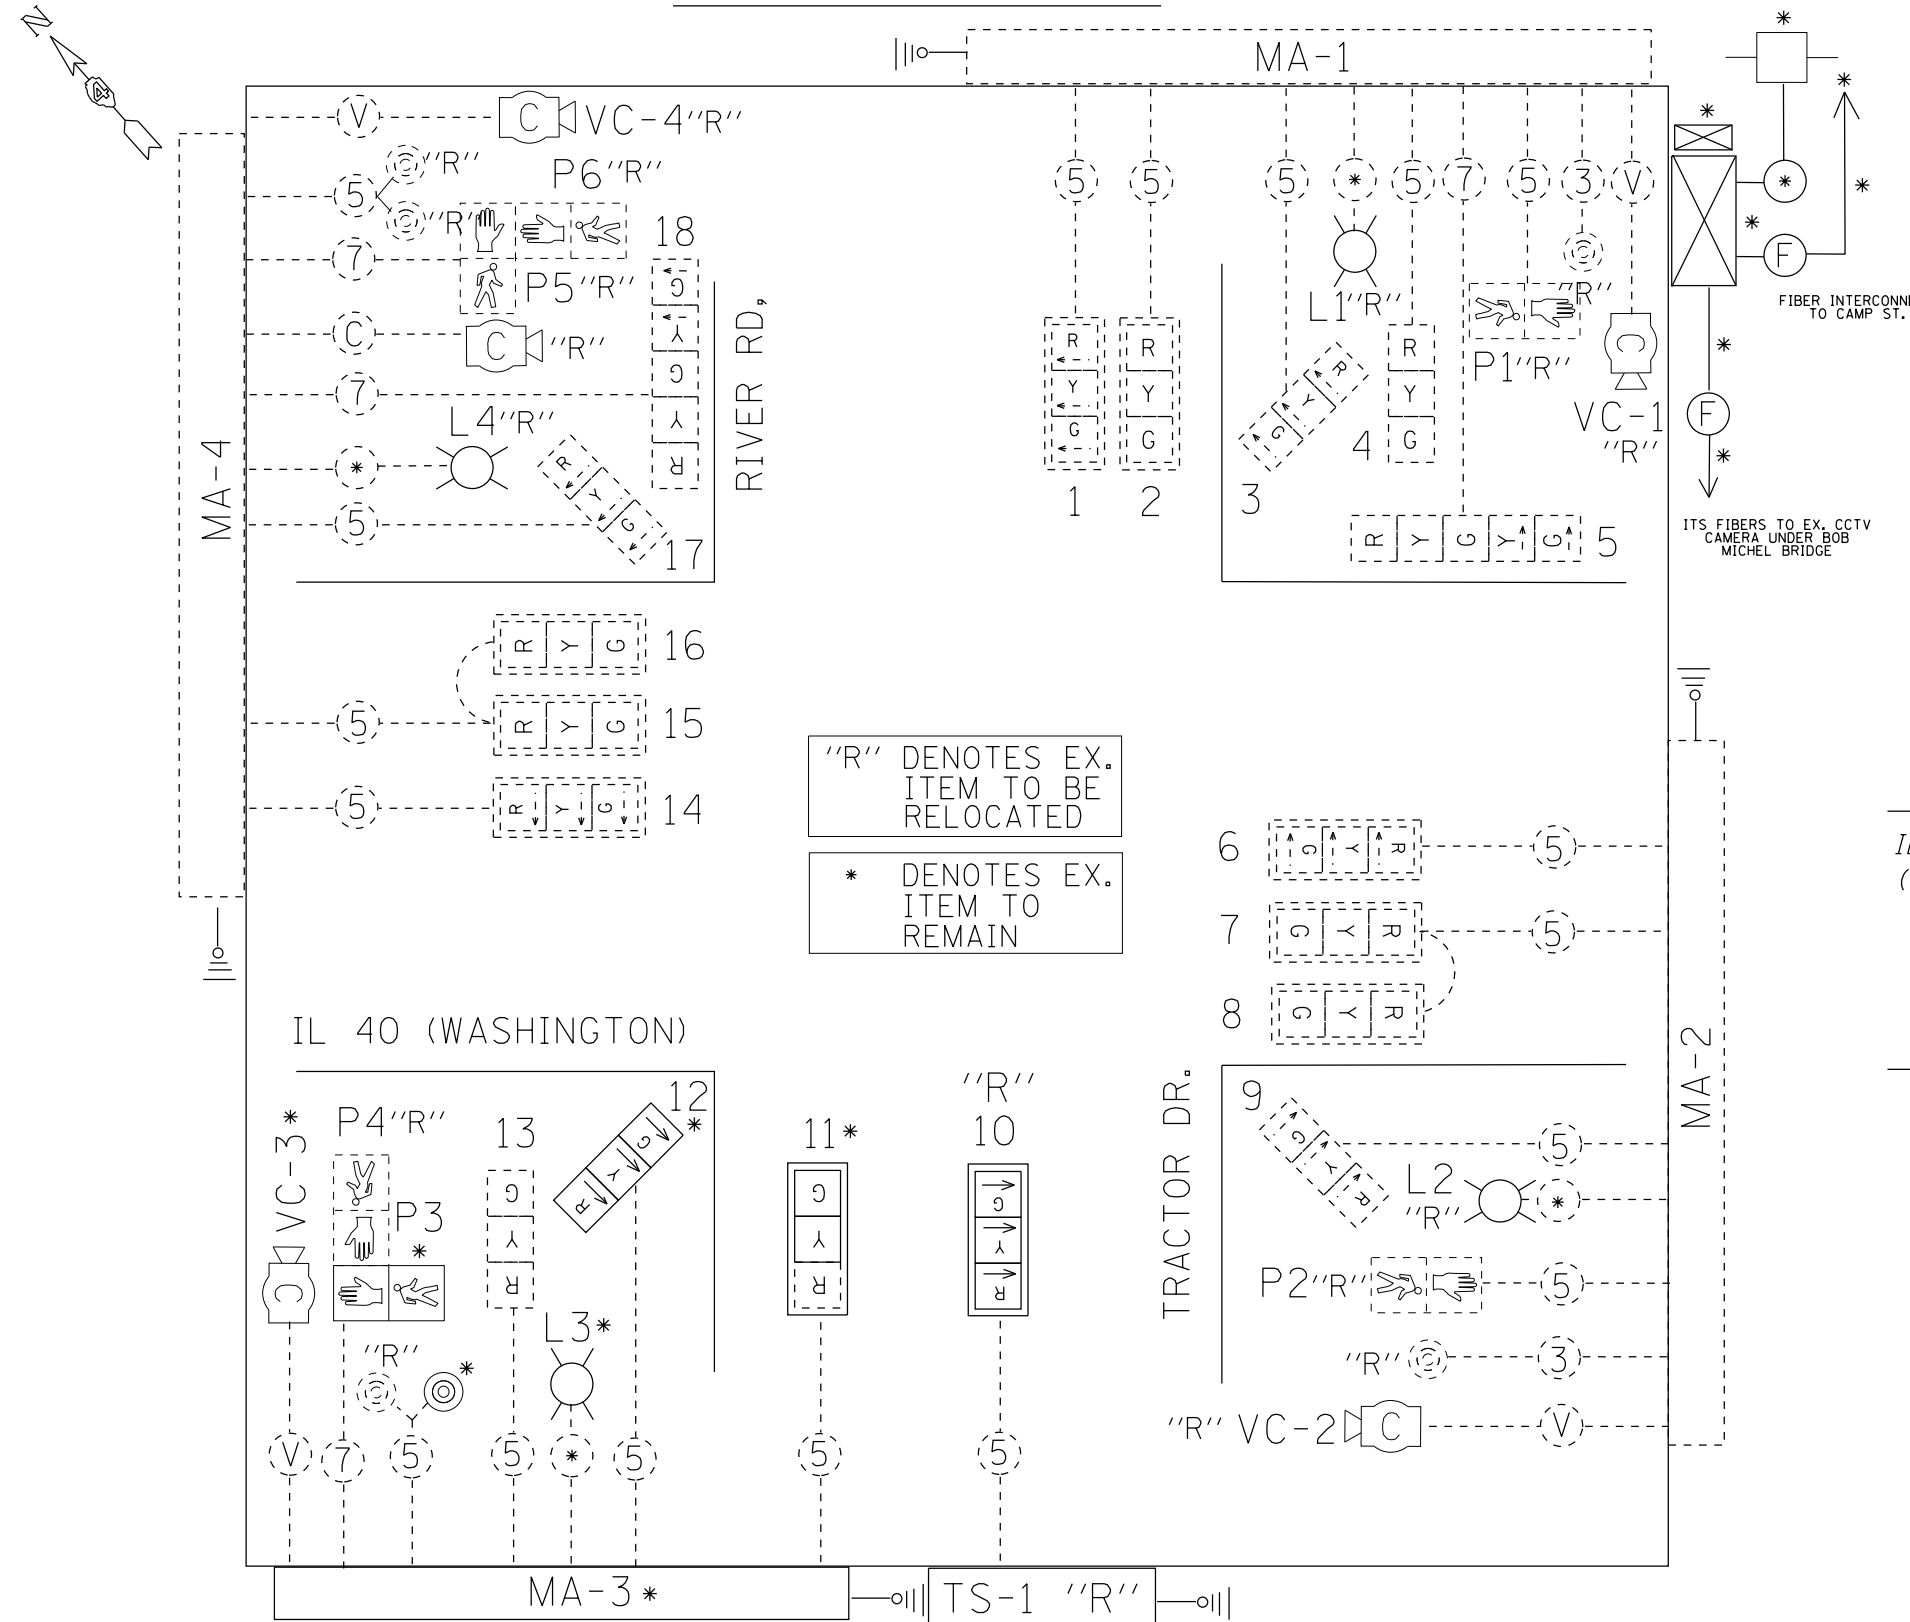 N
4
MA-1
*
*
*
V
C
VC-4"R"
"R"
P6"R"
5
"R"
18
7
P5"R"
G
Y
G
Y
R
C
C
"R"
7
L4"R"
*
R
Y
G
5
17
MA-4
RIVER RD,
5
5
5
*
5
7
5
3
V
*
*
*
F
FIBER INTERCONN
TO CAMP ST.
L1"R"
"R"
P1"R"
C
VC-1
"R"
R
Y
G
1
R
Y
G
2
R
Y
G
3
R
Y
G
4
R
Y
G
Y
G
5
*
F
*
ITS FIBERS TO EX. CCTV
CAMERA UNDER BOB
MICHEL BRIDGE
R
Y
G
16
5
R
Y
G
15
5
R
Y
G
14
"R" DENOTES EX.
ITEM TO BE
RELOCATED
* DENOTES EX.
ITEM TO
REMAIN
6
G
Y
R
5
7
G
Y
R
5
8
G
Y
R
MA-2
IL 40 (WASHINGTON)
VC-3*
C
P4"R"
P3
*
13
G
Y
R
12
*
R
Y
G
L3*
"R"
*
V
7
5
5
*
5
11*
G
Y
R
5
"R"
10
G
Y
R
5
TRACTOR DR.
9
G
Y
R
5
L2
"R"
*
P2"R"
5
"R"
3
"R" VC-2
C
V
MA-3*
TS-1 "R"
(